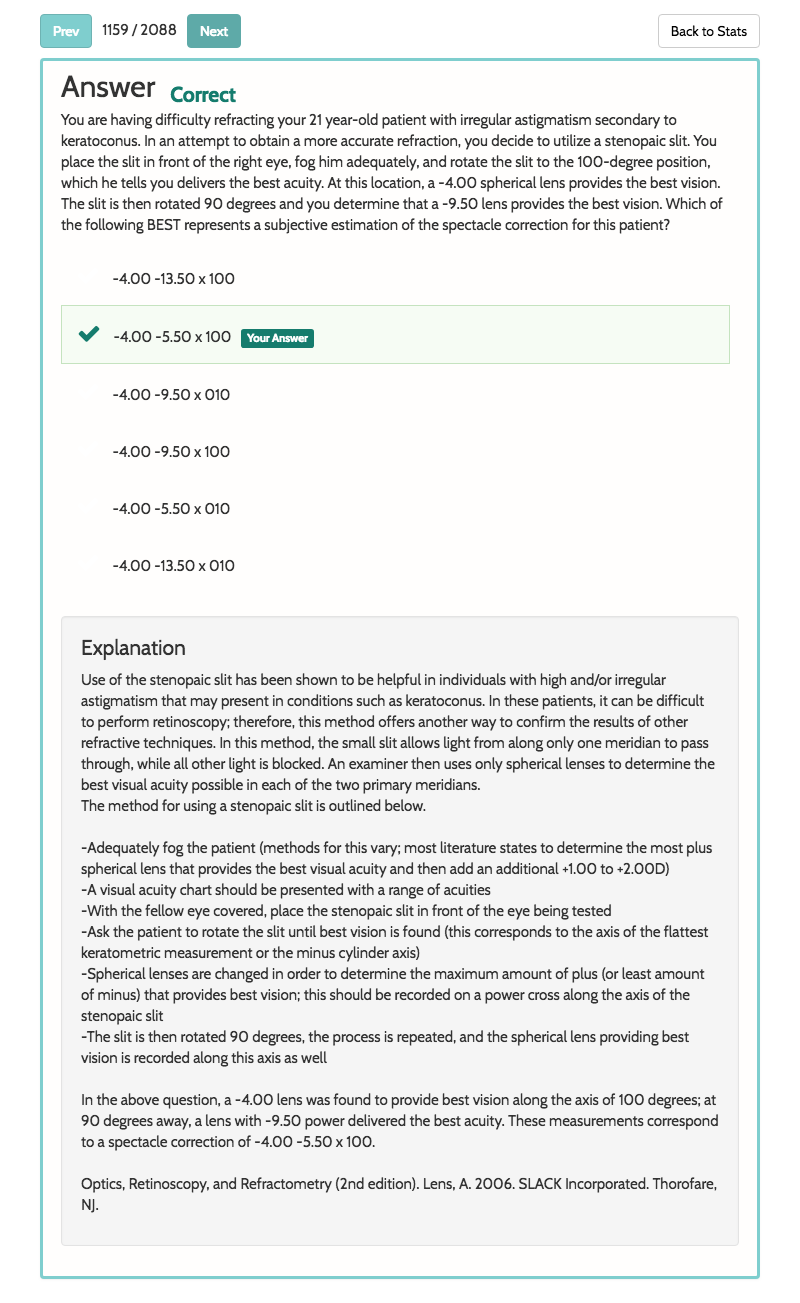 Prev 1159 / 2088 Next Back to Stats
Answer Correct
You are having difficulty refracting your 21 year-old patient with irregular astigmatism secondary to
keratoconus. In an attempt to obtain a more accurate refraction, you decide to utilize a stenopaic slit. You
place the slit in front of the right eye, fog him adequately, and rotate the slit to the 100-degree position,
which he tells you delivers the best acuity. At this location, a -4.00 spherical lens provides the best vision.
The slit is then rotated 90 degrees and you determine that a -9.50 lens provides the best vision. Which of
the following BEST represents a subjective estimation of the spectacle correction for this patient?
-4.00 -13.50 x 100
-4.00 -5.50 x 100 Your Answer
-4.00 -9.50 x 010
-4.00 -9.50 x 100
-4.00 -5.50 x 010
-4.00 -13.50 x 010
Explanation
Use of the stenopaic slit has been shown to be helpful in individuals with high and/or irregular
astigmatism that may present in conditions such as keratoconus. In these patients, it can be difficult
to perform retinoscopy; therefore, this method offers another way to confirm the results of other
refractive techniques. In this method, the small slit allows light from along only one meridian to pass
through, while all other light is blocked. An examiner then uses only spherical lenses to determine the
best visual acuity possible in each of the two primary meridians.
The method for using a stenopaic slit is outlined below.
-Adequately fog the patient (methods for this vary; most literature states to determine the most plus
spherical lens that provides the best visual acuity and then add an additional +1.00 to +2.00D)
-A visual acuity chart should be presented with a range of acuities
-With the fellow eye covered, place the stenopaic slit in front of the eye being tested
-Ask the patient to rotate the slit until best vision is found (this corresponds to the axis of the flattest
keratometric measurement or the minus cylinder axis)
-Spherical lenses are changed in order to determine the maximum amount of plus (or least amount
of minus) that provides best vision; this should be recorded on a power cross along the axis of the
stenopaic slit
-The slit is then rotated 90 degrees, the process is repeated, and the spherical lens providing best
vision is recorded along this axis as well
In the above question, a -4.00 lens was found to provide best vision along the axis of 100 degrees; at
90 degrees away, a lens with -9.50 power delivered the best acuity. These measurements correspond
to a spectacle correction of -4.00 -5.50 x 100.
Optics, Retinoscopy, and Refractometry (2nd edition). Lens, A. 2006. SLACK Incorporated. Thorofare,
NJ.